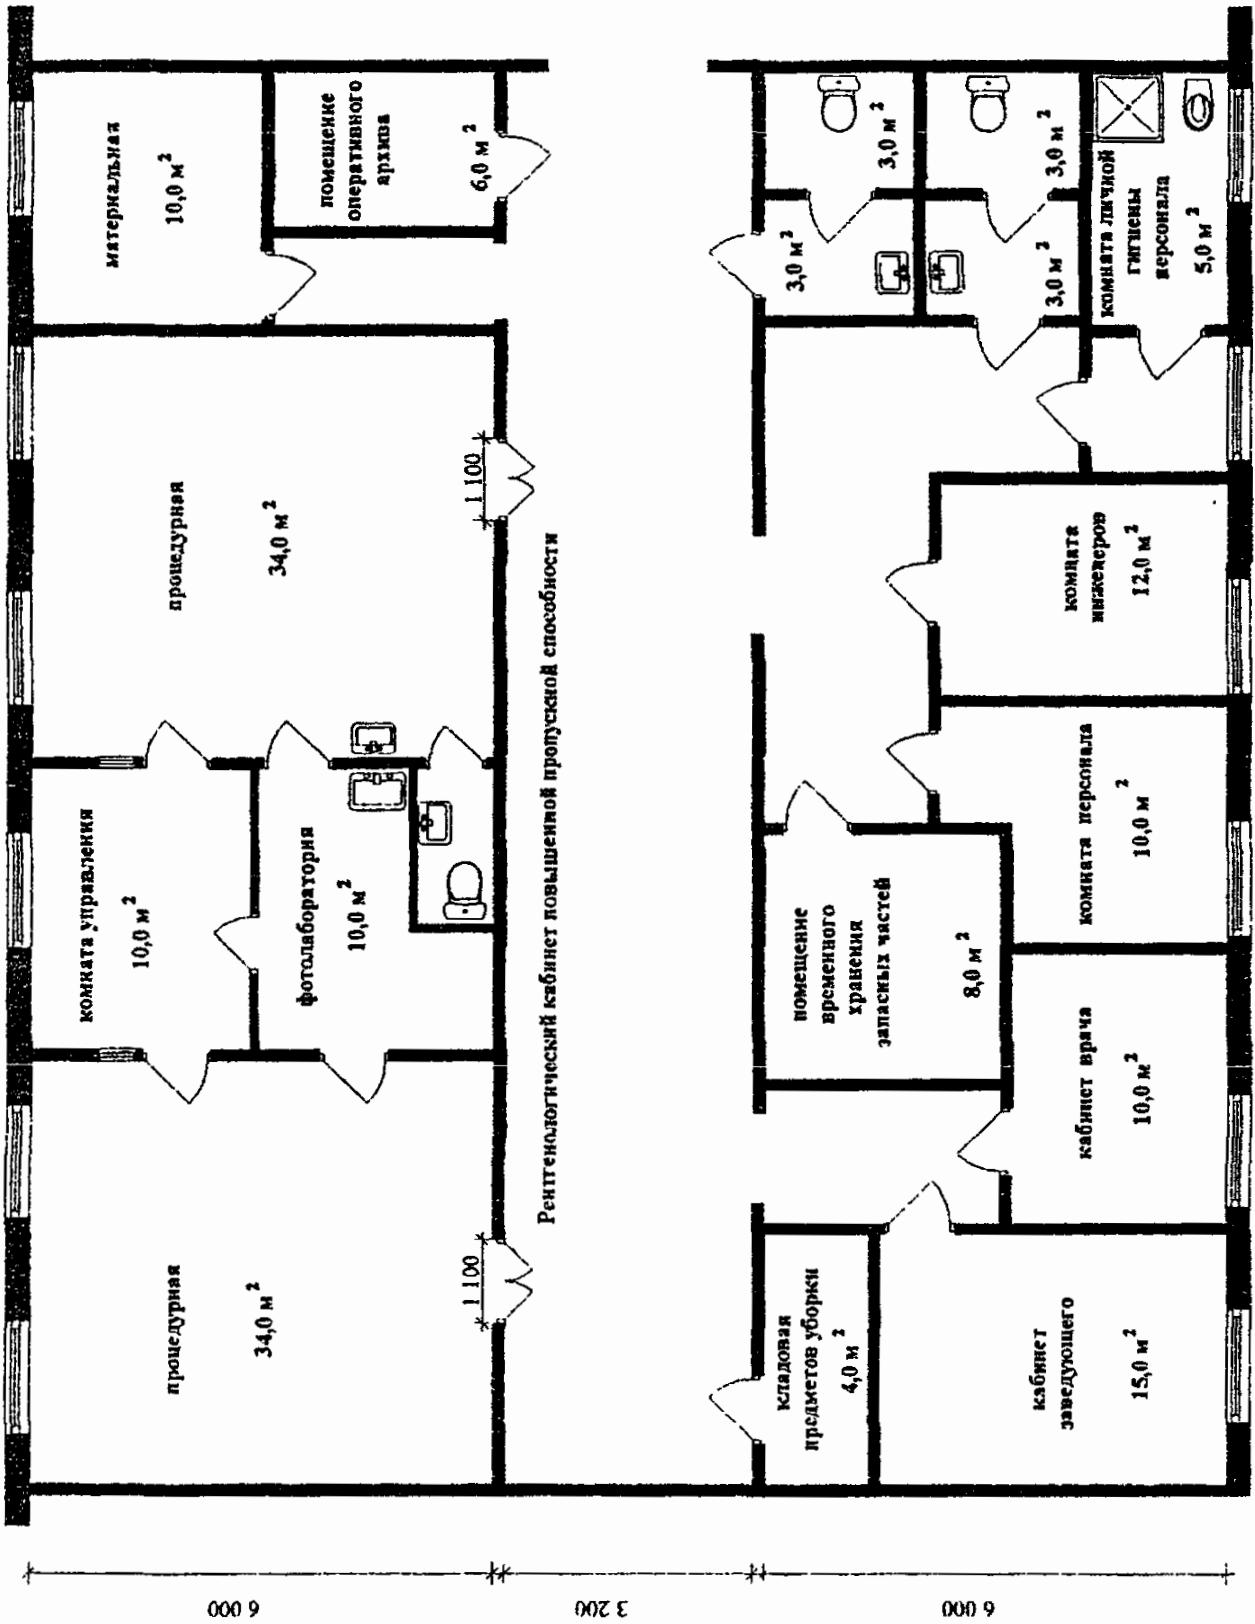 процедурная
34,0 м²
комната управления
10,0 м²
фотолаборатория
10,0 м²
процедурная
34,0 м²
материальная
10,0 м²
помещение
оперативного
архива
6,0 м²
1 100
1 100
Рентгенологический кабинет повышенной пропускной способности
кладовая
предметов уборки
4,0 м²
помещение
временного
хранения
запасных частей
8,0 м²
3,0 м²
3,0 м²
3,0 м²
3,0 м²
кабинет
заведующего
15,0 м²
кабинет врача
10,0 м²
комната персонала
10,0 м²
комната
инженеров
12,0 м²
комната личной
гигиены
персонала
5,0 м²
6 000
3 200
6 000